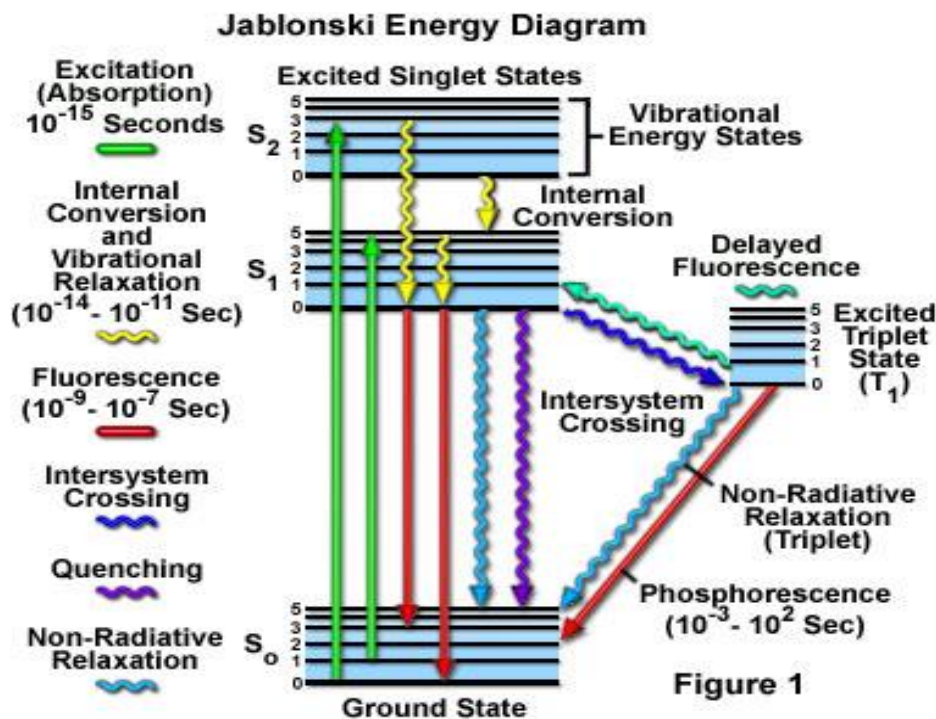 Jablonski Energy Diagram
Excitation
(Absorption)
10⁻¹⁵ Seconds
Internal
Conversion
and
Vibrational
Relaxation
(10⁻¹⁴- 10⁻¹¹ Sec)
Fluorescence
(10⁻⁹- 10⁻⁷ Sec)
Intersystem
Crossing
Quenching
Non-Radiative
Relaxation
Excited Singlet States
S₂
5
3
2
1
0
Vibrational
Energy States
Internal
Conversion
S₁
5
3
2
1
0
Delayed
Fluorescence
5
3
2
1
0
Excited
Triplet
State
(T₁)
Intersystem
Crossing
Non-Radiative
Relaxation
(Triplet)
Phosphorescence
(10⁻³- 10² Sec)
Sₒ
5
3
2
1
0
Ground State
Figure 1